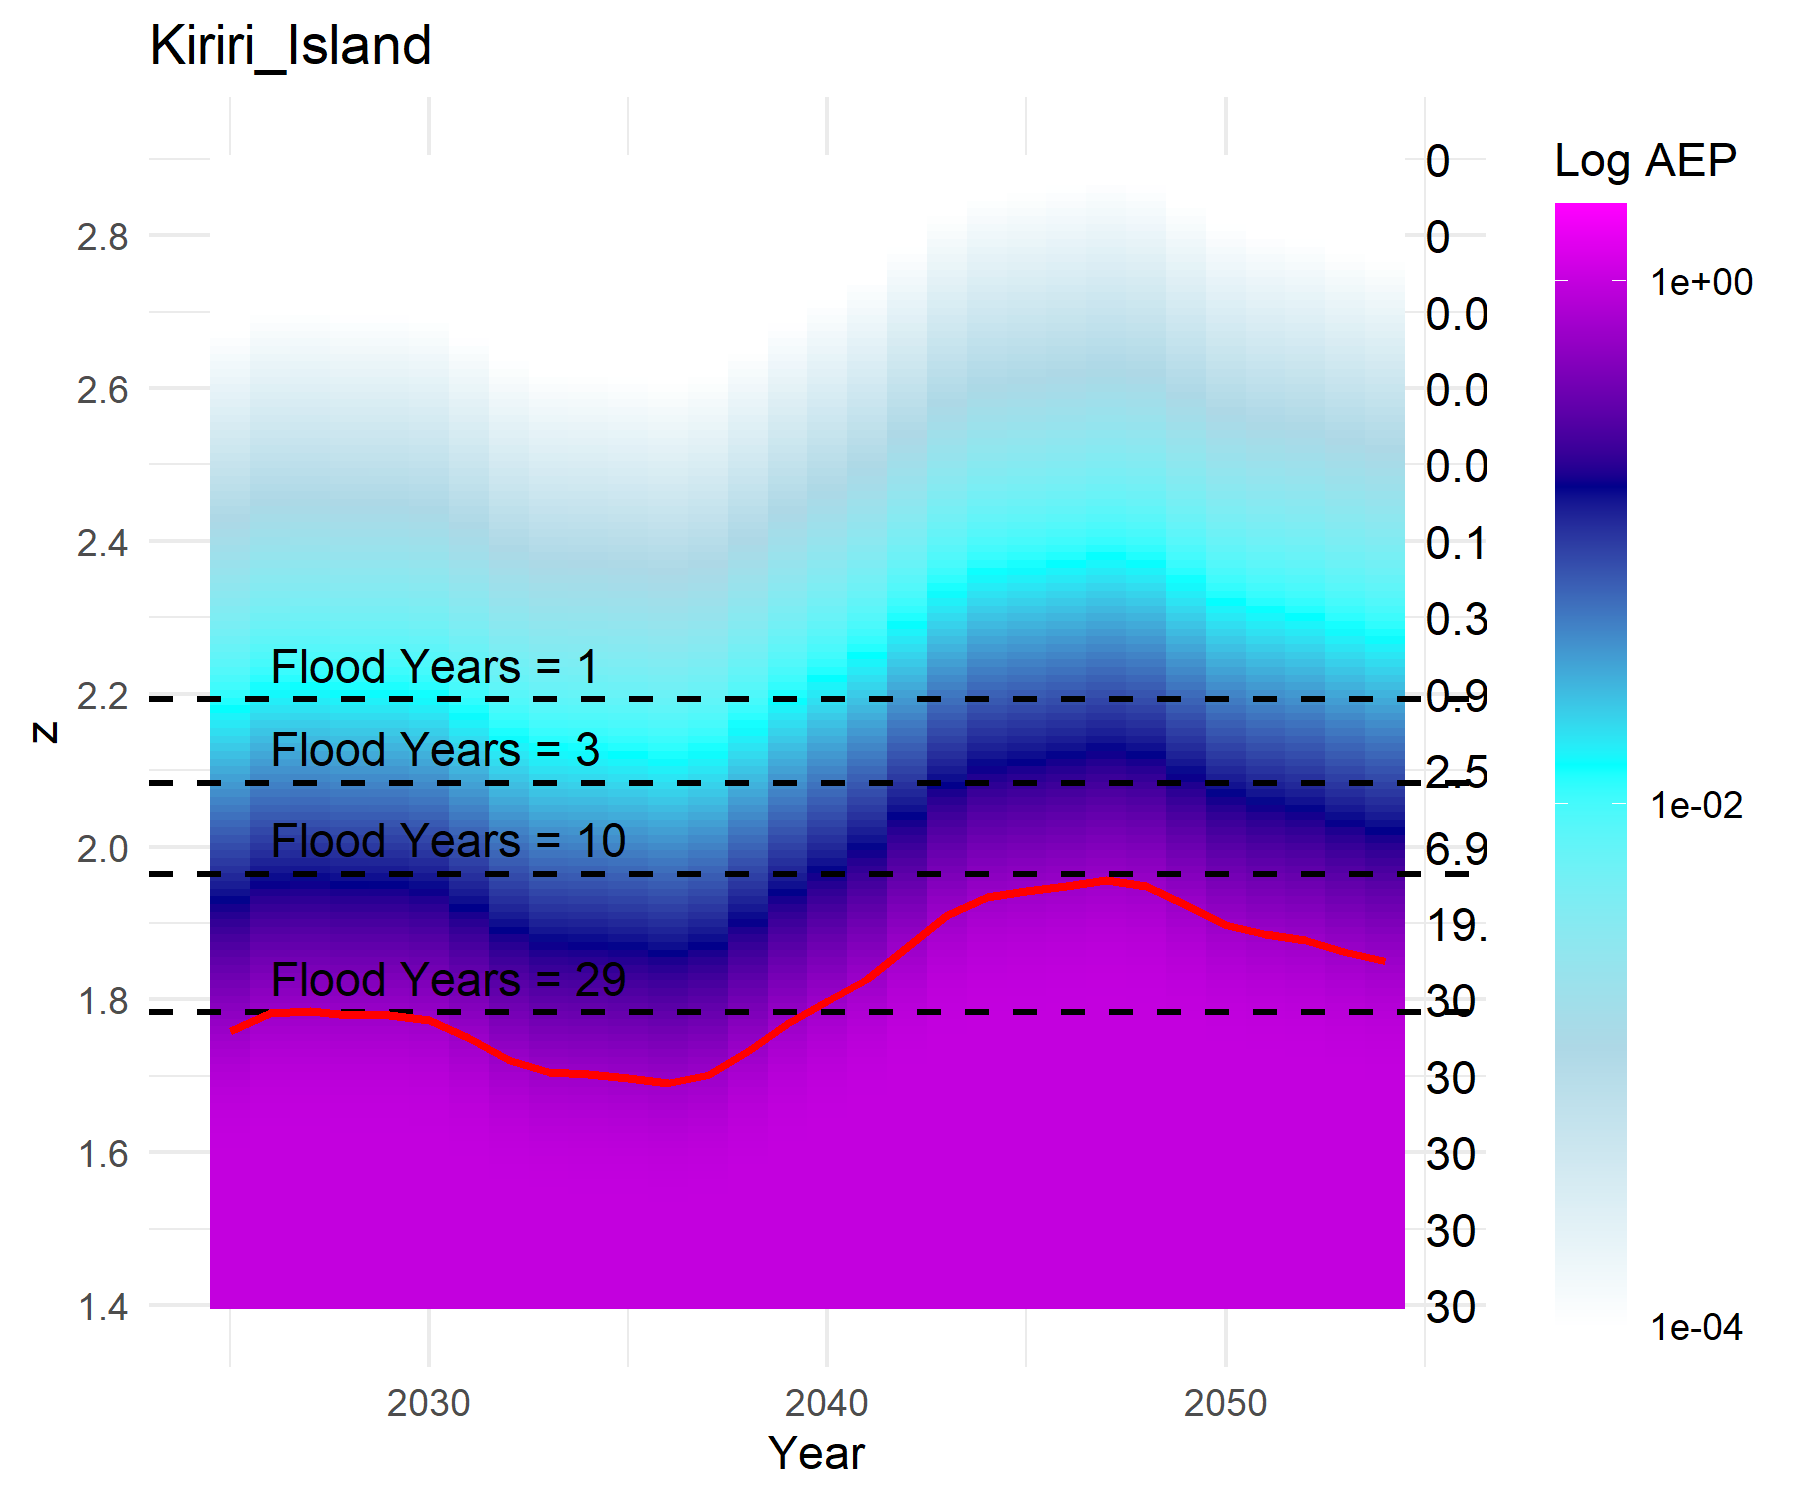 Kiriri_Island
z
2.8
2.6
2.4
2.2
2.0
1.8
1.6
1.4
Flood Years = 1
Flood Years = 3
Flood Years = 10
Flood Years = 29
0
0
0.0
0.0
0.0
0.1
0.3
0.9
2.5
6.9
19.
30
30
30
30
30
2030
2040
2050
Year
Log AEP
1e+00
1e-02
1e-04